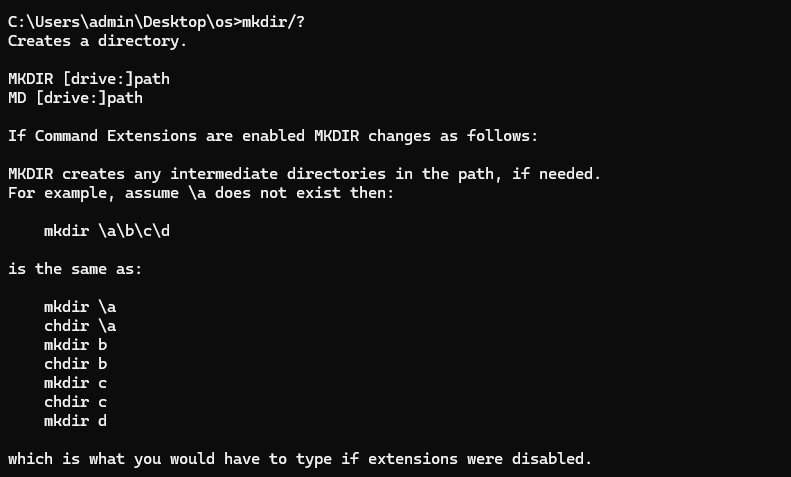 C:\Users\admin\Desktop\os>mkdir/?
Creates a directory.

MKDIR [drive:]path
MD [drive:]path

If Command Extensions are enabled MKDIR changes as follows:

MKDIR creates any intermediate directories in the path, if needed.
For example, assume \a does not exist then:

    mkdir \a\b\c\d

is the same as:

    mkdir \a
    chdir \a
    mkdir b
    chdir b
    mkdir c
    chdir c
    mkdir d

which is what you would have to type if extensions were disabled.